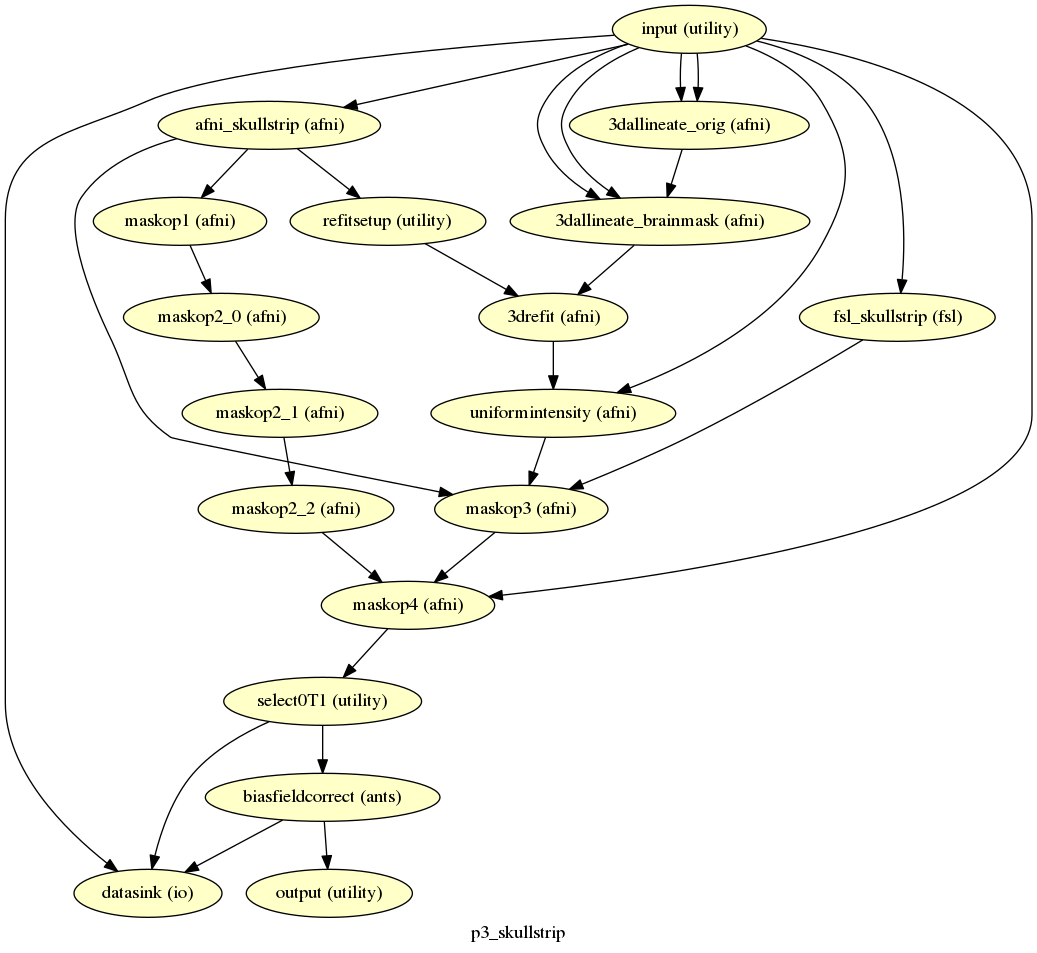 input (utility)
afni_skullstrip (afni)
3dallineate_orig (afni)
maskop1 (afni)
refitsetup (utility)
3dallineate_brainmask (afni)
maskop2_0 (afni)
3drefit (afni)
fsl_skullstrip (fsl)
maskop2_1 (afni)
uniformintensity (afni)
maskop2_2 (afni)
maskop3 (afni)
maskop4 (afni)
select0T1 (utility)
biasfieldcorrect (ants)
datasink (io)
output (utility)
p3_skullstrip